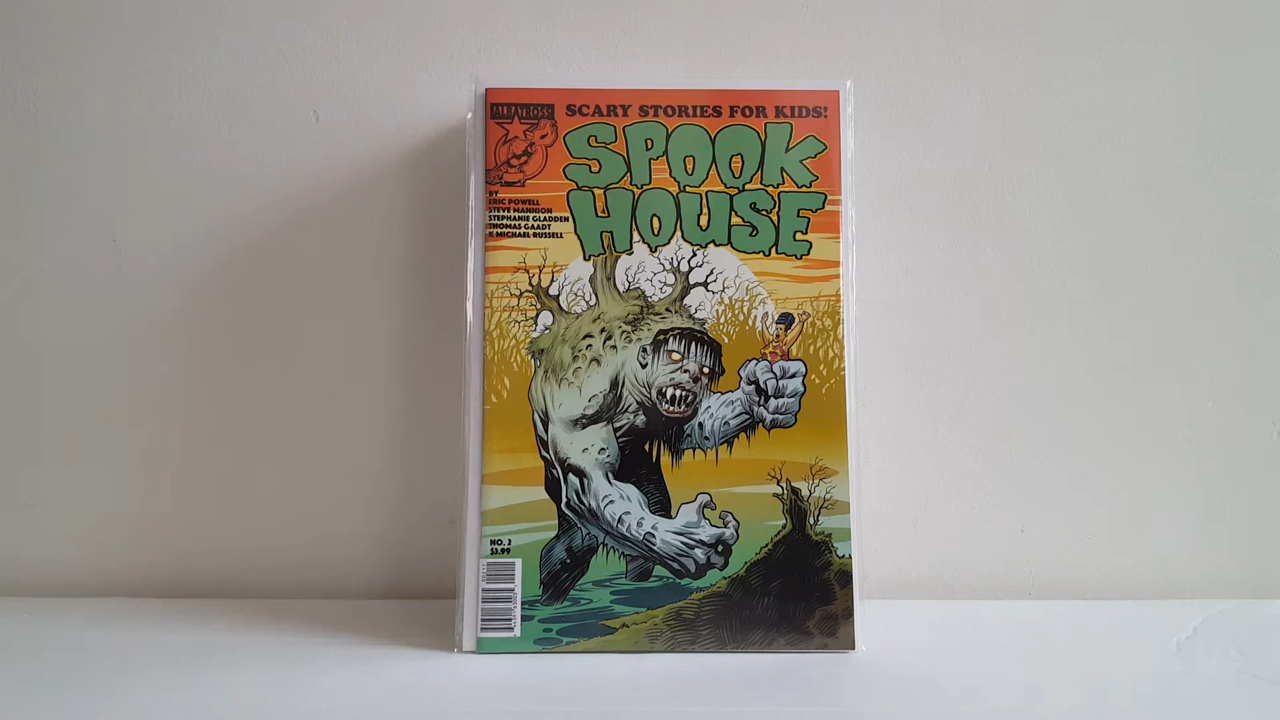 ALBATROSS
SCARY STORIES FOR KIDS!
SPOOK
HOUSE
BY
ERIC POWELL
STEVE MANNION
STEPHANIE GLADDEN
THOMAS GAADT
& MICHAEL RUSSELL
NO. 2
$3.99